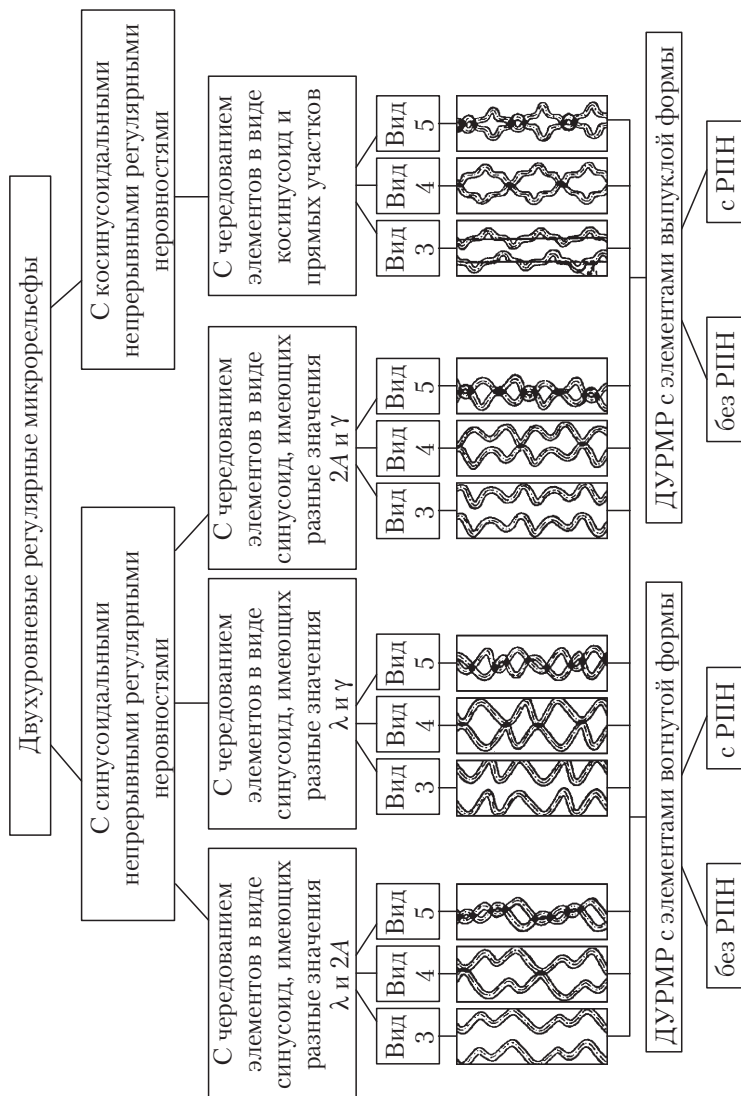 Двухуровневые регулярные микрорельефы
С синусоидальными
непрерывными регулярными
неровностями
С косинусоидальными
непрерывными регулярными
неровностями
С чередованием
элементов в виде
синусоид, имеющих
разные значения
λ и 2A
С чередованием
элементов в виде
синусоид, имеющих
разные значения
λ и γ
С чередованием
элементов в виде
синусоид, имеющих
разные значения
2A и γ
С чередованием
элементов в виде
косинусоид и
прямых участков
Вид
3
Вид
4
Вид
5
Вид
3
Вид
4
Вид
5
Вид
3
Вид
4
Вид
5
Вид
3
Вид
4
Вид
5
ДУРМР с элементами вогнутой формы
ДУРМР с элементами выпуклой формы
без РПН
с РПН
без РПН
с РПН